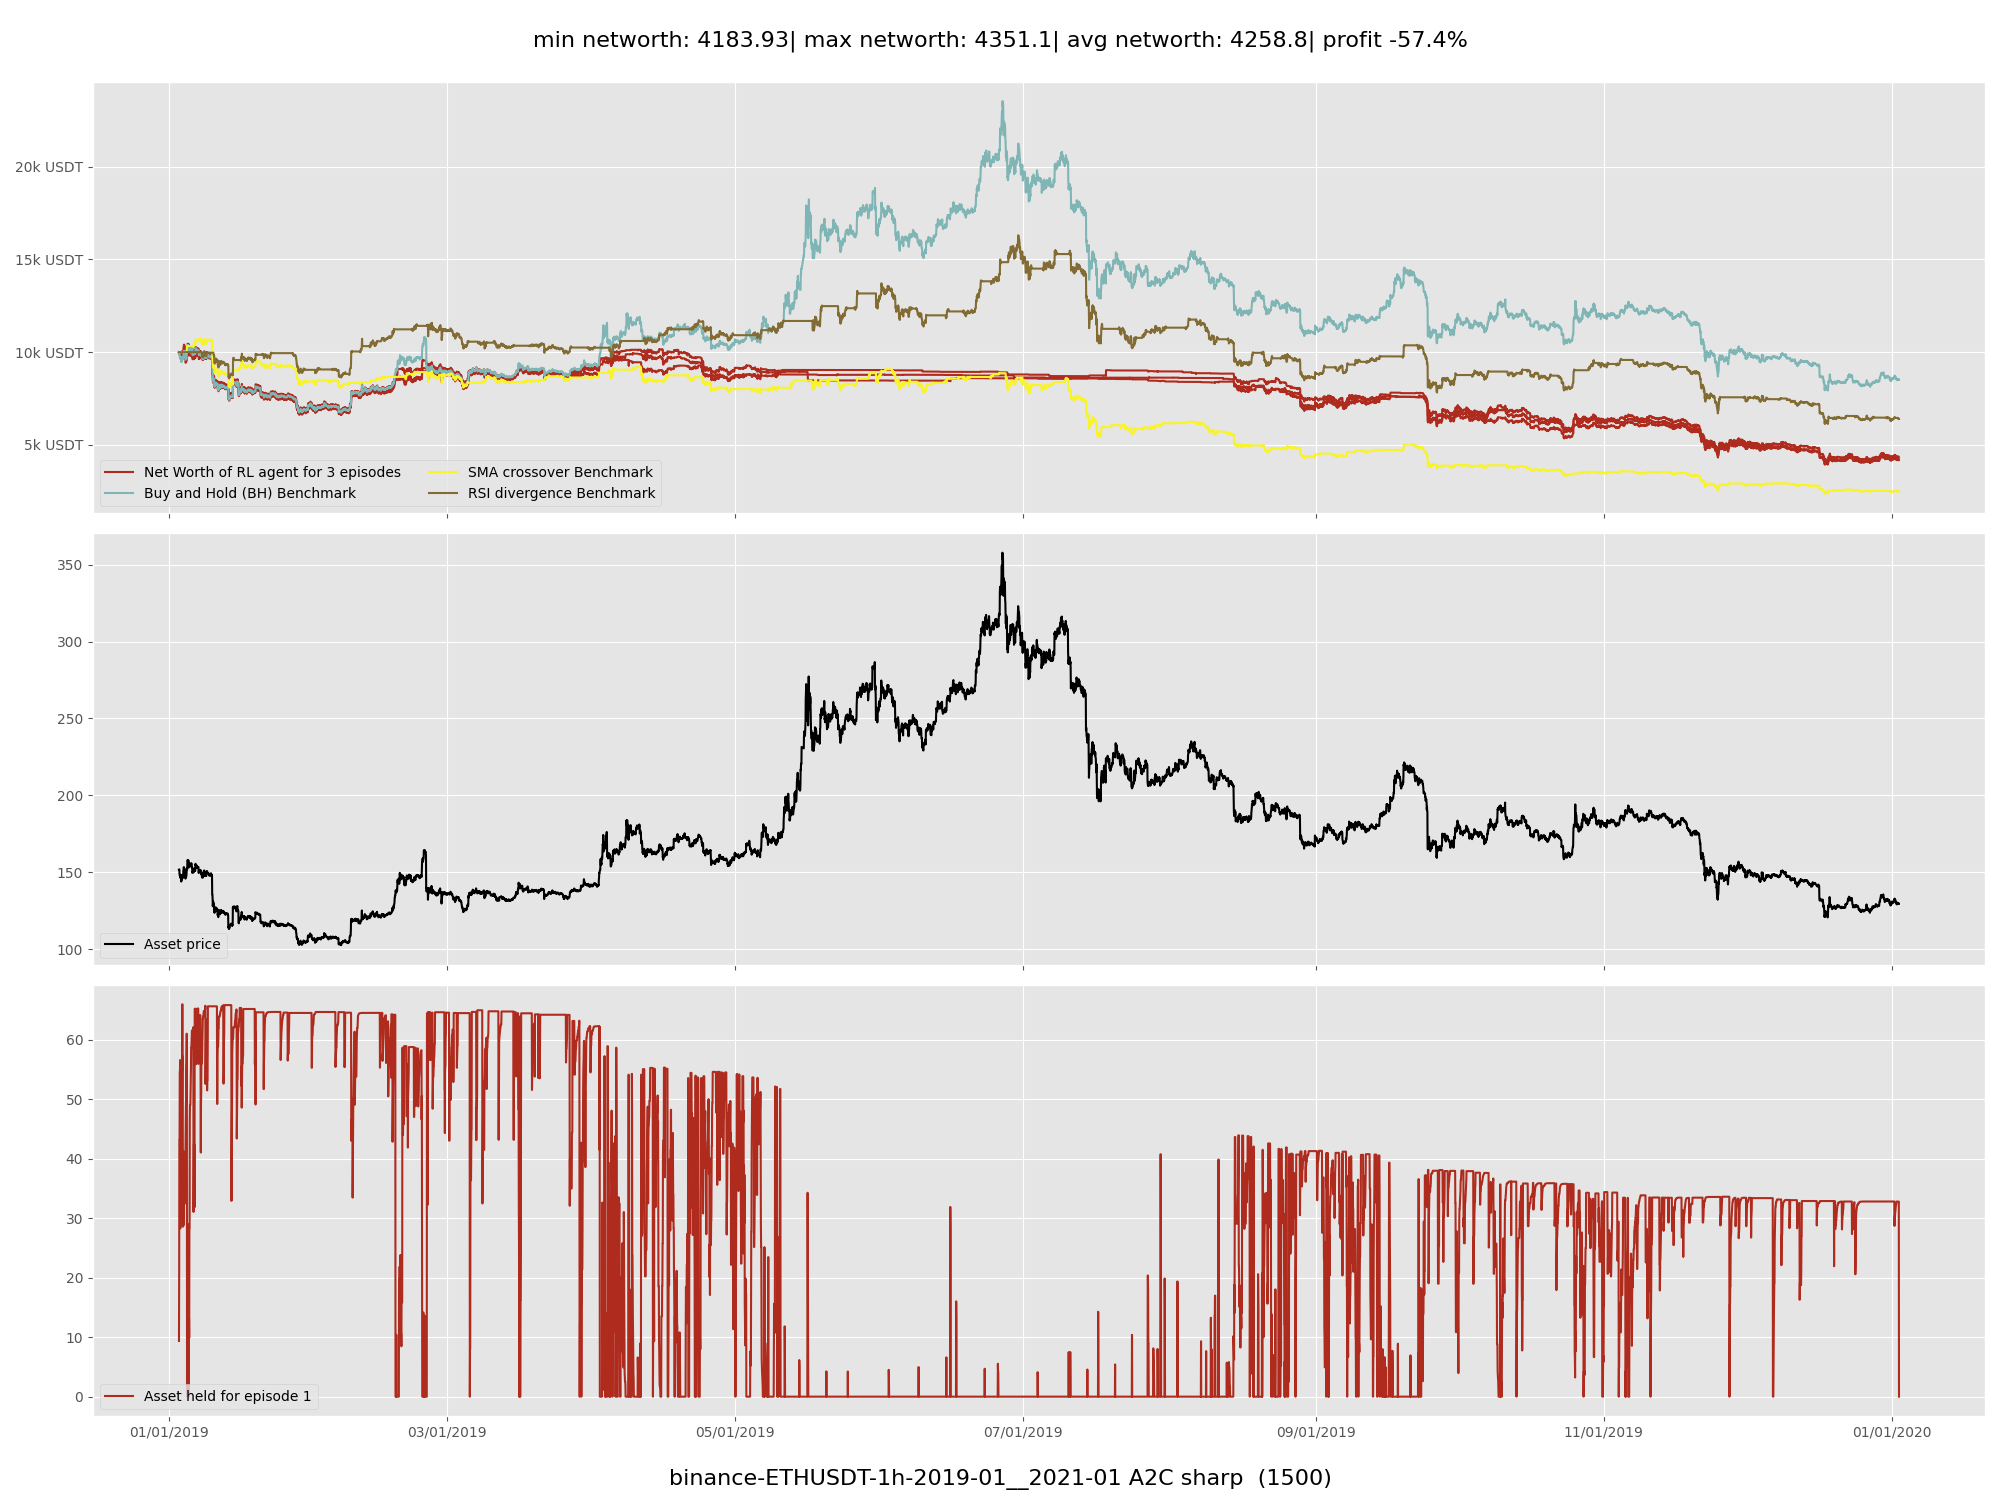 min networth: 4183.93| max networth: 4351.1| avg networth: 4258.8| profit -57.4%
20k USDT
15k USDT
10k USDT
5k USDT
Net Worth of RL agent for 3 episodes
Buy and Hold (BH) Benchmark
SMA crossover Benchmark
RSI divergence Benchmark
350
300
250
200
150
100
Asset price
60
50
40
30
20
10
0
Asset held for episode 1
01/01/2019
03/01/2019
05/01/2019
07/01/2019
09/01/2019
11/01/2019
01/01/2020
binance-ETHUSDT-1h-2019-01__2021-01 A2C sharp  (1500)